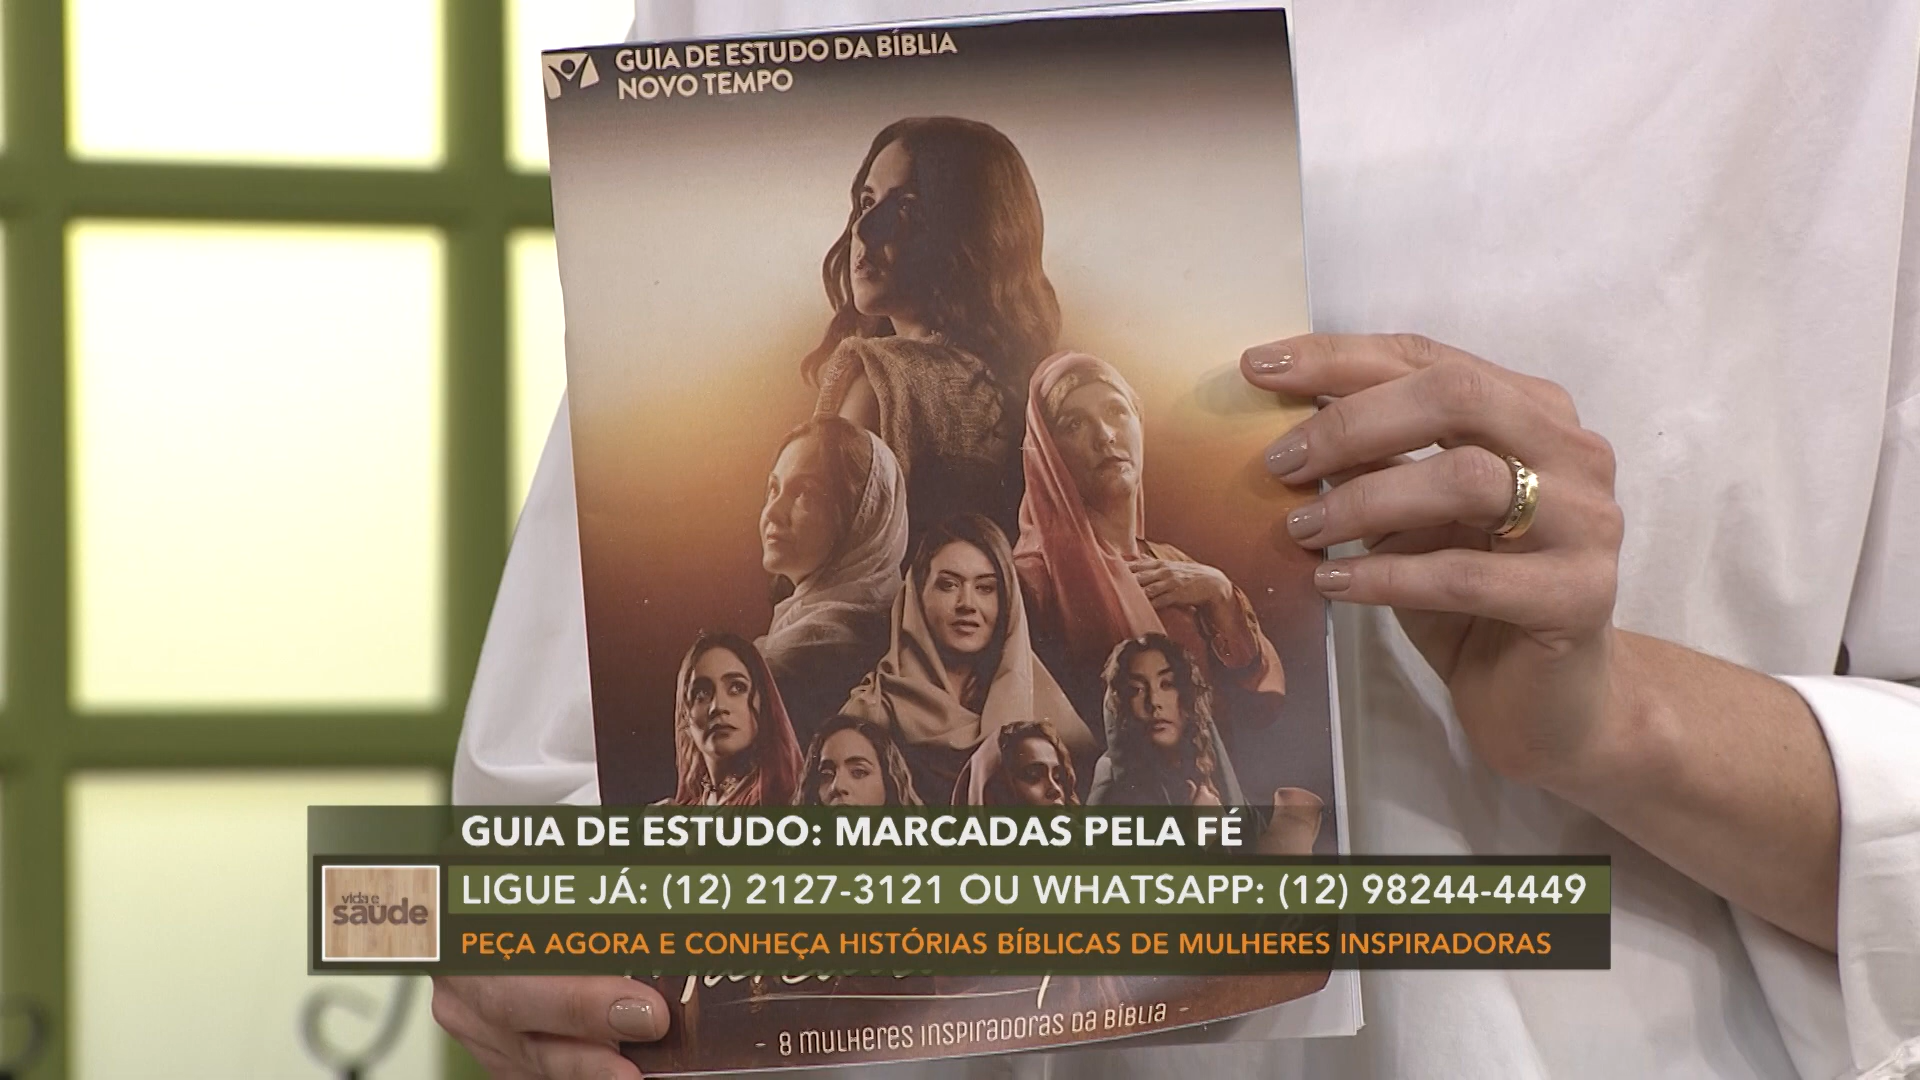 GUIA DE ESTUDO DA BÍBLIA
NOVO TEMPO
GUIA DE ESTUDO: MARCADAS PELA FÉ
vida e
saúde
LIGUE JÁ: (12) 2127-3121 OU WHATSAPP: (12) 98244-4449
PEÇA AGORA E CONHEÇA HISTÓRIAS BÍBLICAS DE MULHERES INSPIRADORAS
- 8 MULHERES INSPIRADORAS DA BÍBLIA -